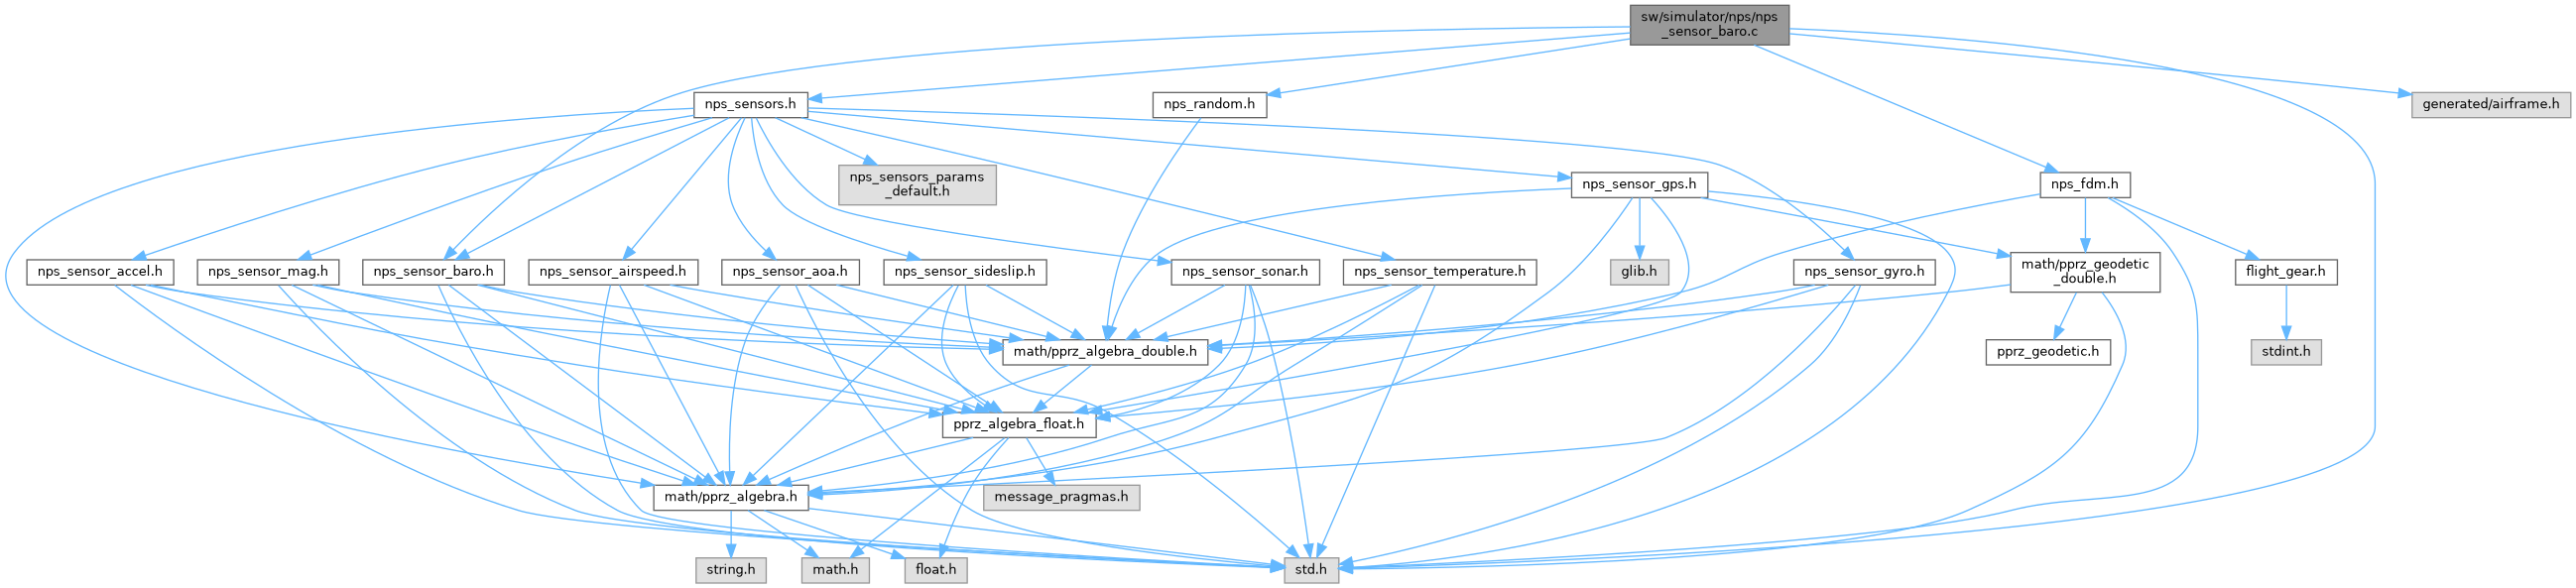 sw/simulator/nps/nps
_sensor_baro.c
nps_sensors.h
nps_random.h
generated/airframe.h
nps_sensors_params
_default.h
nps_sensor_gps.h
nps_fdm.h
nps_sensor_accel.h
nps_sensor_mag.h
nps_sensor_baro.h
nps_sensor_airspeed.h
nps_sensor_aoa.h
nps_sensor_sideslip.h
nps_sensor_sonar.h
nps_sensor_temperature.h
glib.h
nps_sensor_gyro.h
math/pprz_geodetic
_double.h
flight_gear.h
math/pprz_algebra_double.h
pprz_geodetic.h
stdint.h
pprz_algebra_float.h
math/pprz_algebra.h
message_pragmas.h
string.h
math.h
float.h
std.h